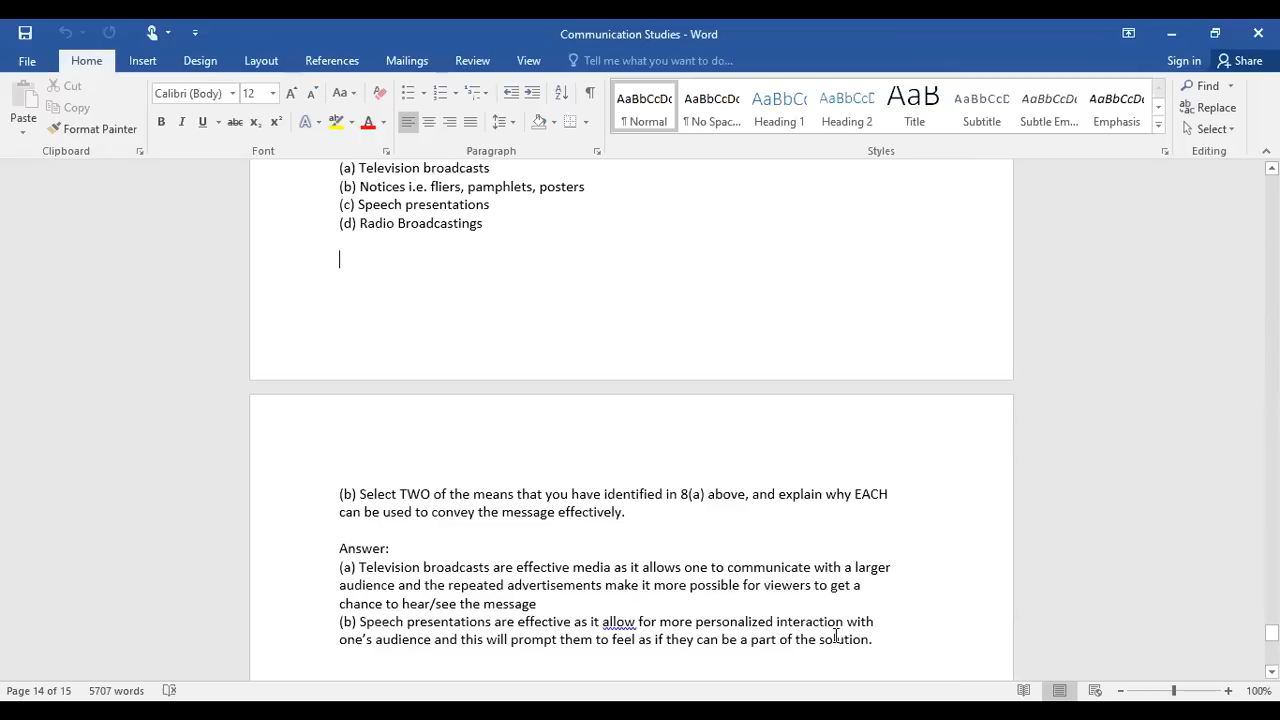 Communication Studies - Word
File Home Insert Design Layout References Mailings Review View Tell me what you want to do... Sign in Share
Cut
Copy
Format Painter
Paste
Clipboard
Calibri (Body) 12
Font
Paragraph
AaBbCcDc AaBbCcDc AaBbCc AaBbCcC AaB AaBbCcD AaBbCcDc AaBbCcDc
¶ Normal ¶ No Spac... Heading 1 Heading 2 Title Subtitle Subtle Em... Emphasis
Styles
Find
Replace
Select
Editing
(a) Television broadcasts
(b) Notices i.e. fliers, pamphlets, posters
(c) Speech presentations
(d) Radio Broadcastings
(b) Select TWO of the means that you have identified in 8(a) above, and explain why EACH
can be used to convey the message effectively.
Answer:
(a) Television broadcasts are effective media as it allows one to communicate with a larger
audience and the repeated advertisements make it more possible for viewers to get a
chance to hear/see the message
(b) Speech presentations are effective as it allow for more personalized interaction with
one's audience and this will prompt them to feel as if they can be a part of the solution.
Page 14 of 15 5707 words 100%